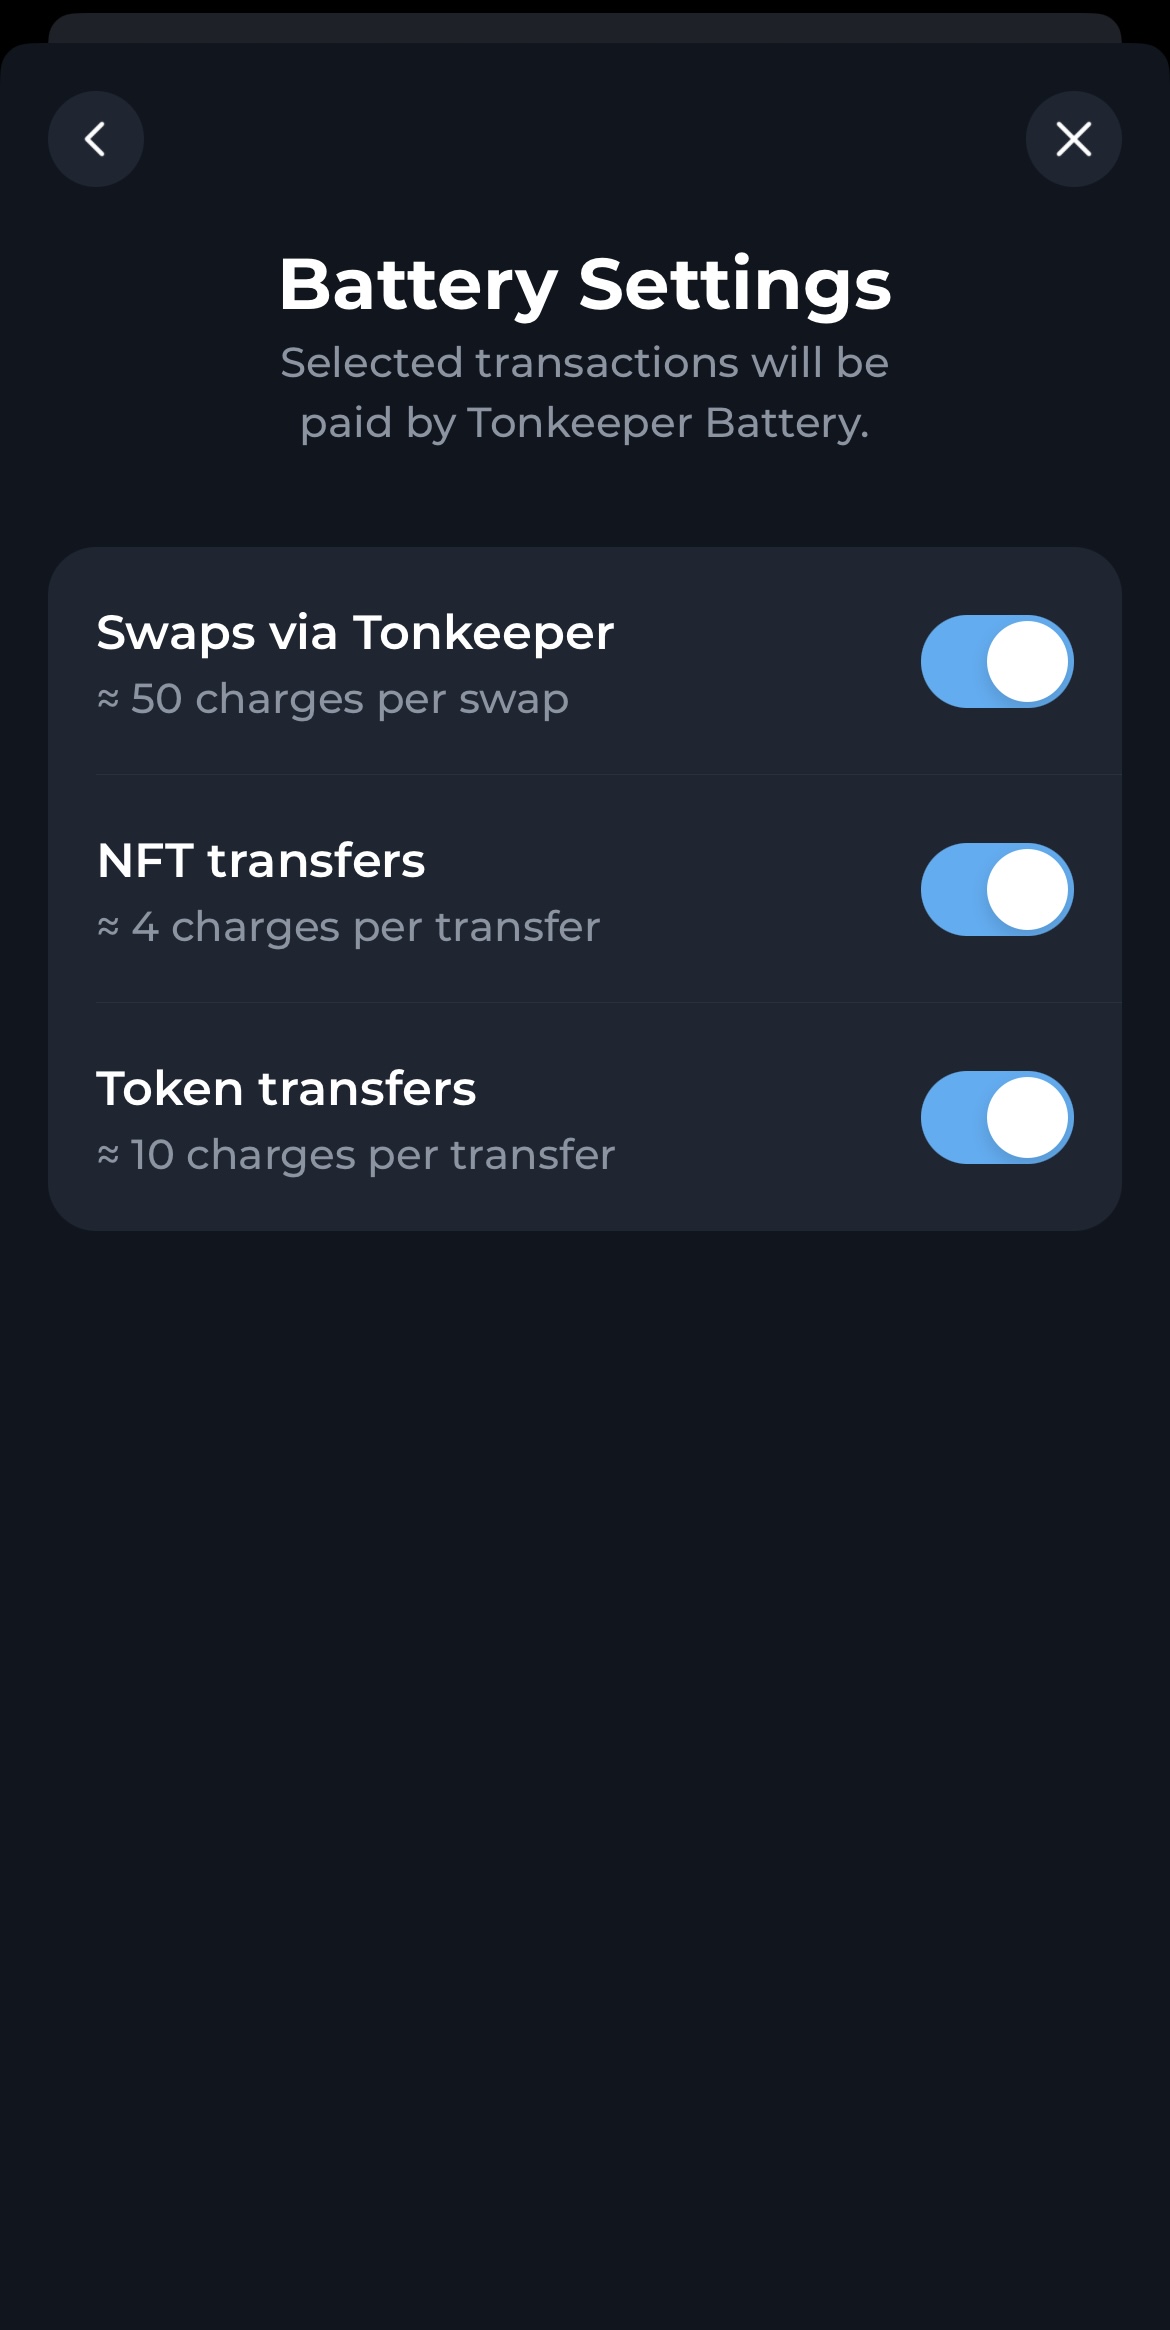 Battery Settings
Selected transactions will be
paid by Tonkeeper Battery.
Swaps via Tonkeeper
≈ 50 charges per swap
NFT transfers
≈ 4 charges per transfer
Token transfers
≈ 10 charges per transfer